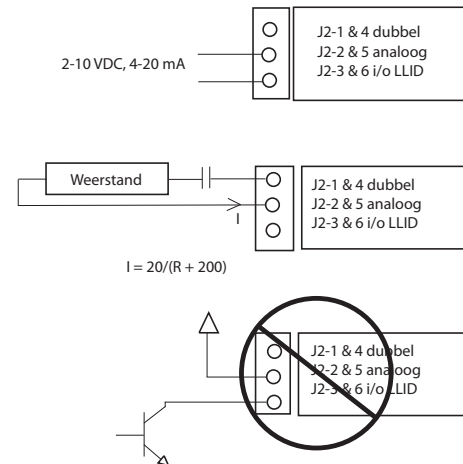 J2-1 & 4 dubbel
J2-2 & 5 analoog
J2-3 & 6 i/o LLID
2-10 VDC, 4-20 mA
Weerstand
J2-1 & 4 dubbel
J2-2 & 5 analoog
J2-3 & 6 i/o LLID
I
I = 20/(R + 200)
J2-1 & 4 dubbel
J2-2 & 5 analoog
J2-3 & 6 i/o LLID